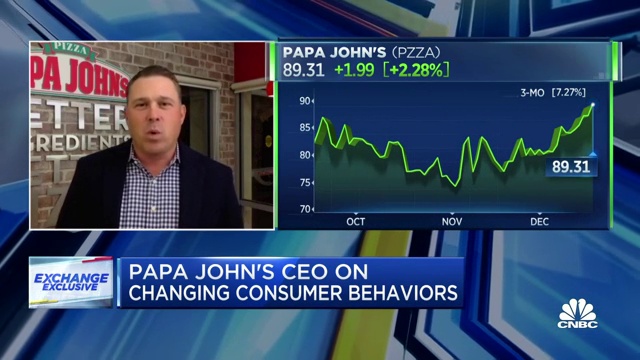 PIZZA
PAPA JOHN'S
ETTER
REDIENT
PAPA JOHN'S (PZZA)
89.31 +1.99 [+2.28%]
3-MO [7.27%]
90
85
80
75
70
89.31
OCT NOV DEC
EXCHANGE
EXCLUSIVE
PAPA JOHN'S CEO ON
CHANGING CONSUMER BEHAVIORS
CNBC